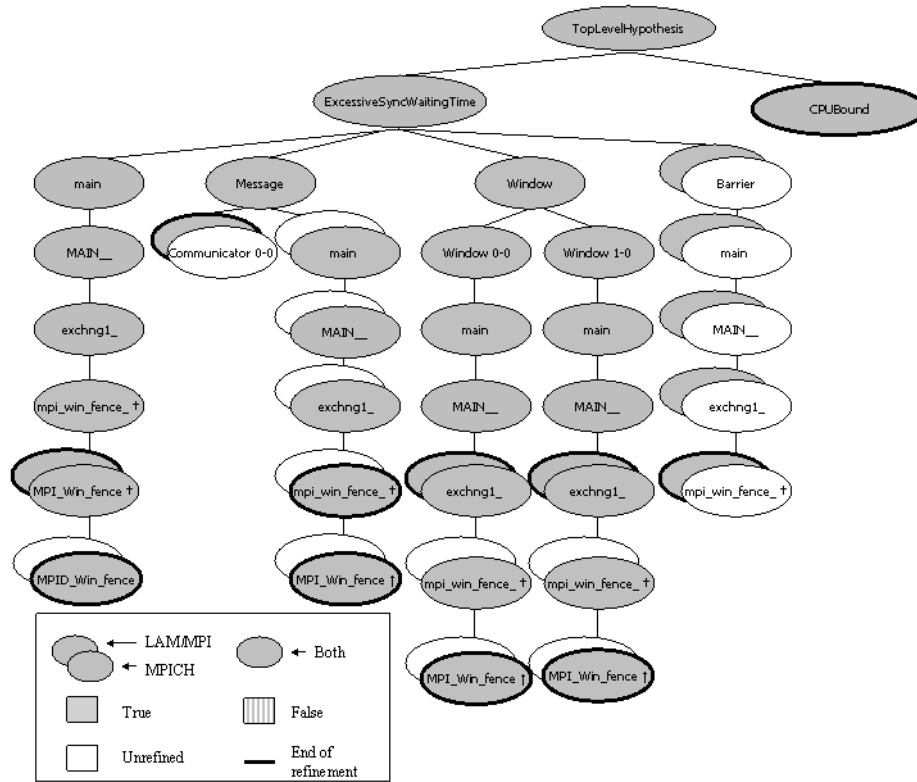 TopLevelHypothesis
ExcessiveSyncWaitingTime
CPUBound
main
Message
Window
Barrier
MAIN__
Communicator 0-0
main
Window 0-0
Window 1-0
main
exchng1_
MAIN__
main
main
MAIN__
mpi_win_fence_ †
exchng1_
MAIN__
MAIN__
exchng1_
MPI_Win_fence †
mpi_win_fence_ †
exchng1_
exchng1_
mpi_win_fence_ †
MPID_Win_fence
MPI_Win_fence †
mpi_win_fence_ †
mpi_win_fence_ †
MPI_Win_fence †
MPI_Win_fence †
LAM/MPI
MPICH
Both
True
False
Unrefined
End of
refinement